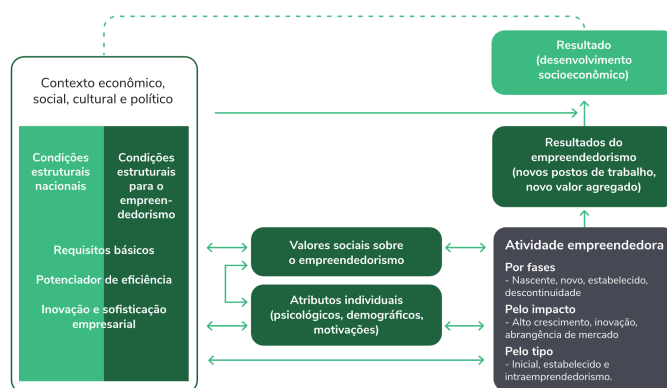 Resultado
(desenvolvimento
socioeconômico)
Contexto econômico,
social, cultural e político
Condições
estruturais
nacionais
Condições
estruturais
para o
empreen-
dedorismo
Requisitos básicos
Potenciador de eficiência
Inovação e sofisticação
empresarial
Resultados do
empreendedorismo
(novos postos de trabalho,
novo valor agregado)
Valores sociais sobre
o empreendedorismo
Atributos individuais
(psicológicos, demográficos,
motivações)
Atividade empreendedora
Por fases
- Nascente, novo, estabelecido,
descontinuidade
Pelo impacto
- Alto crescimento, inovação,
abrangência de mercado
Pelo tipo
- Inicial, estabelecido e
intraempreendedorismo.